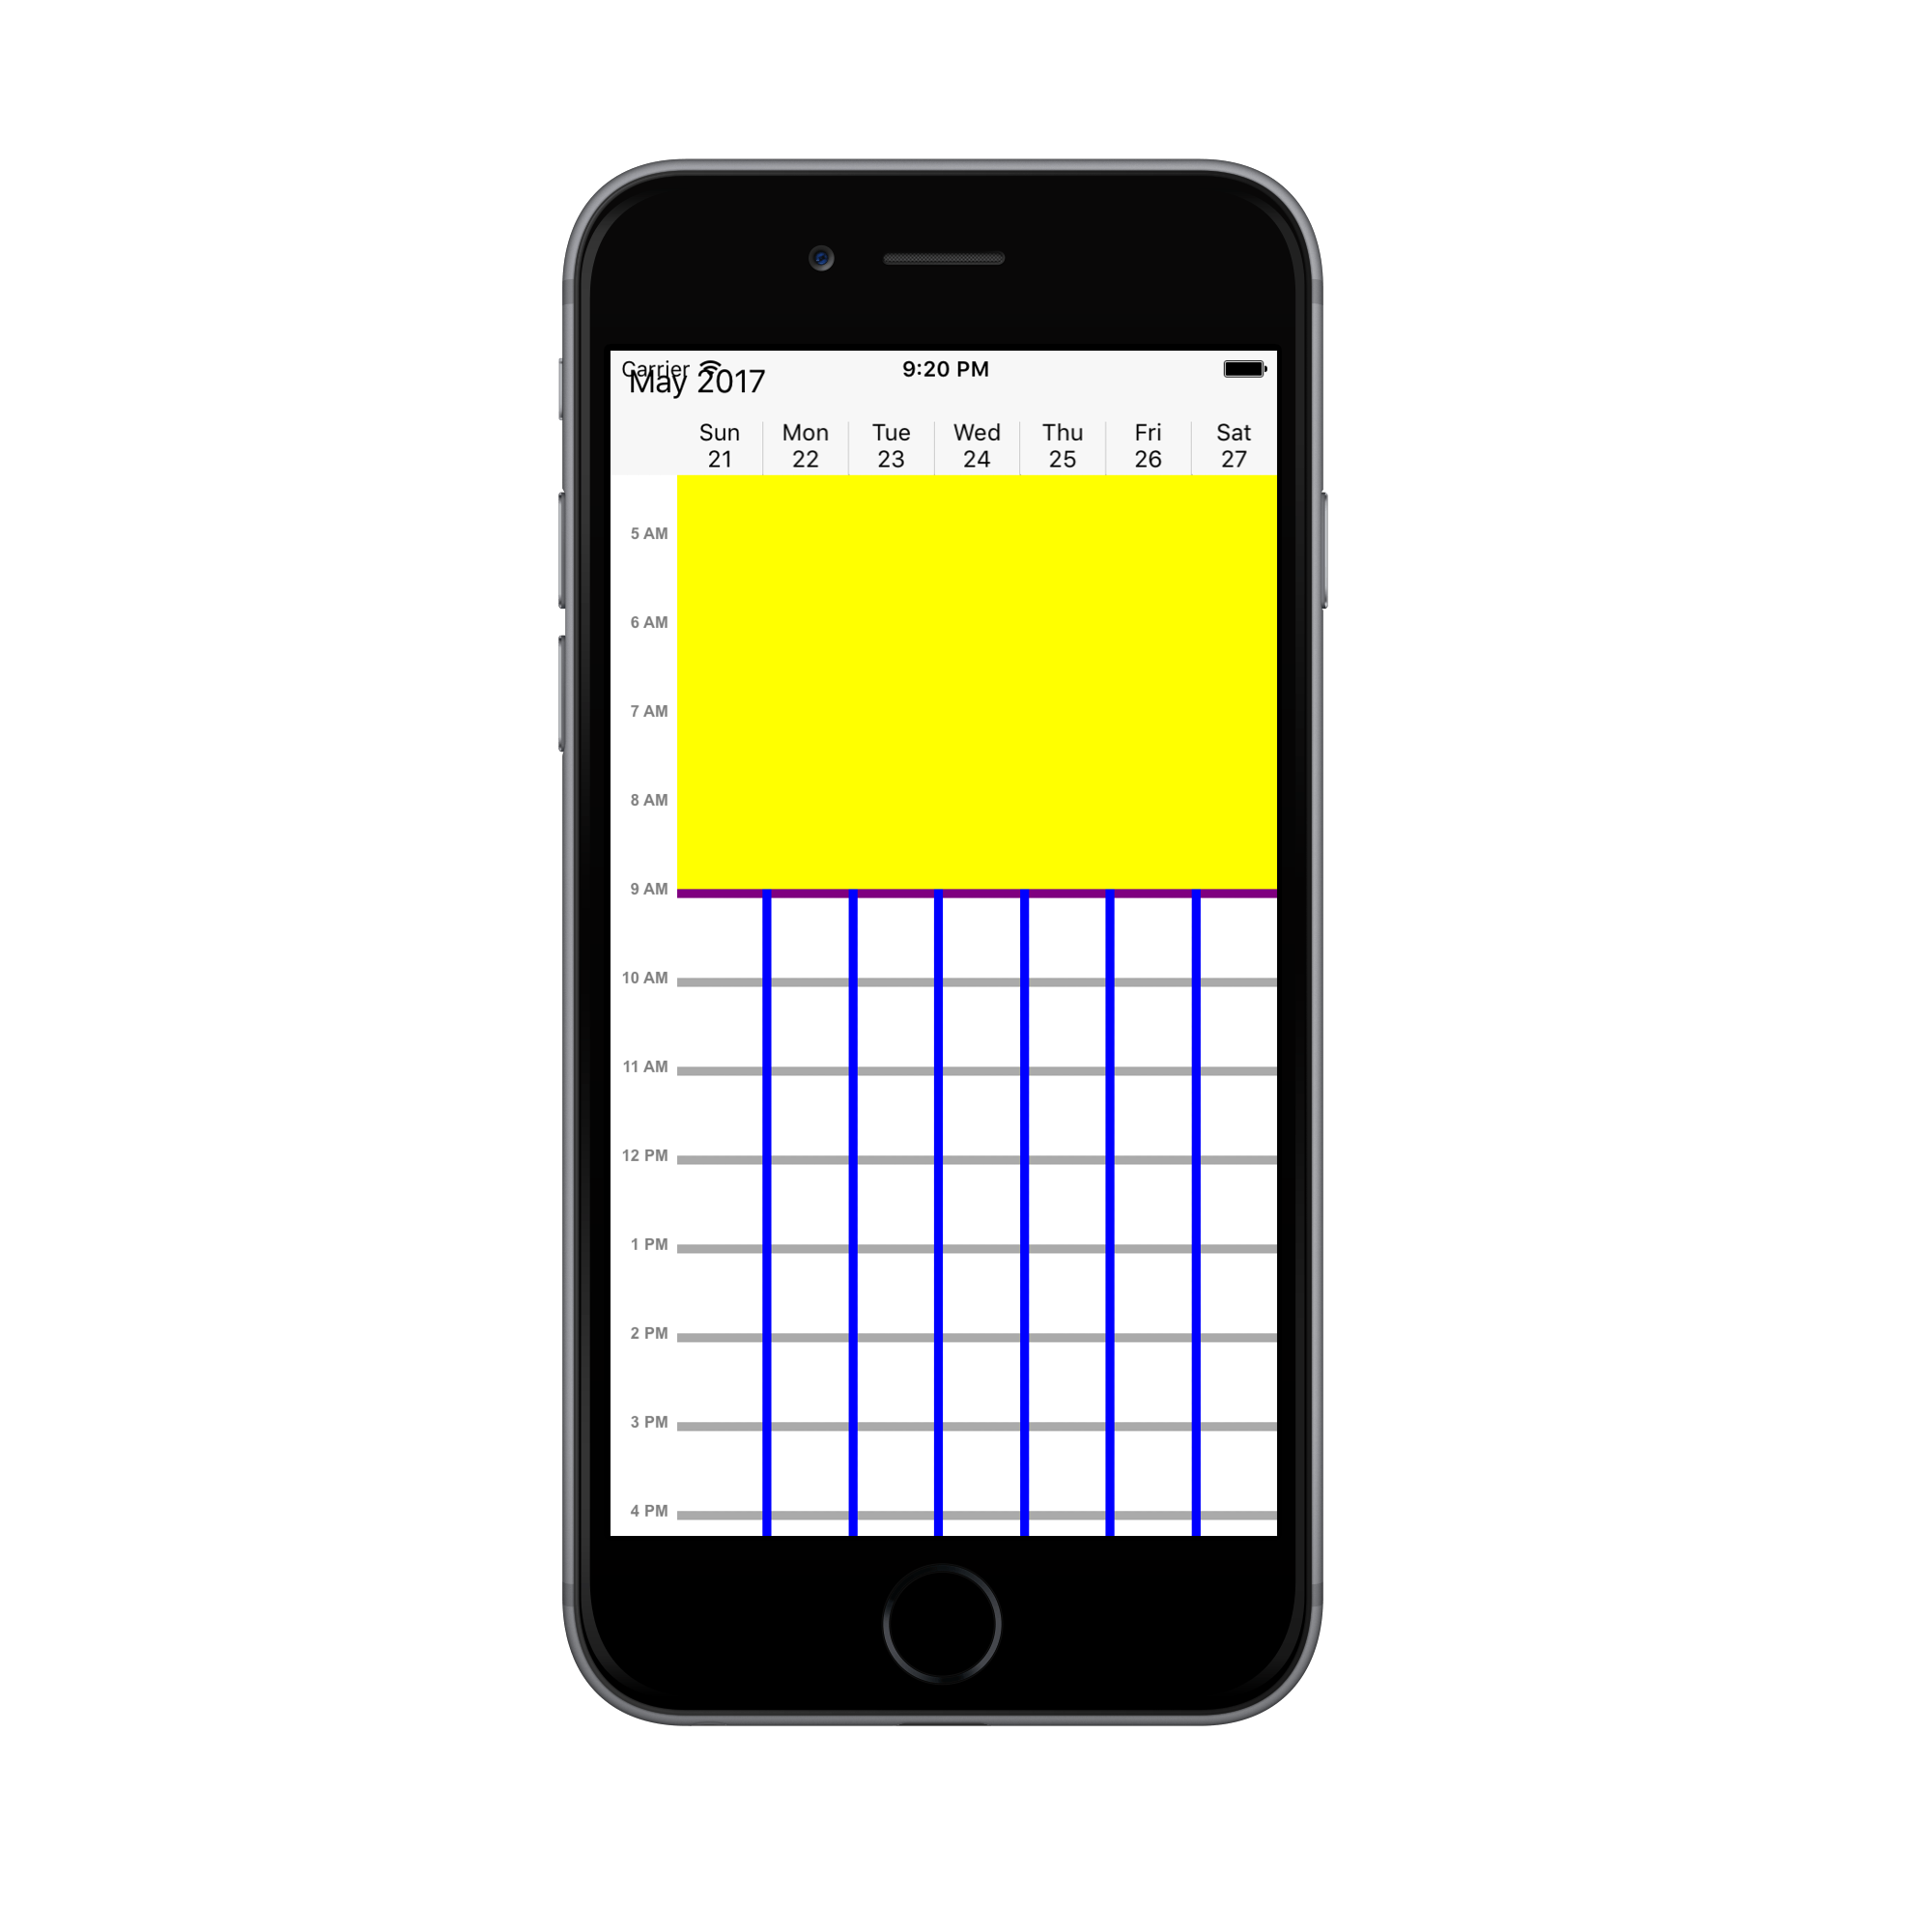 Carrier 9:20 PM
May 2017
Sun Mon Tue Wed Thu Fri Sat
21 22 23 24 25 26 27
5 AM
6 AM
7 AM
8 AM
9 AM
10 AM
11 AM
12 PM
1 PM
2 PM
3 PM
4 PM